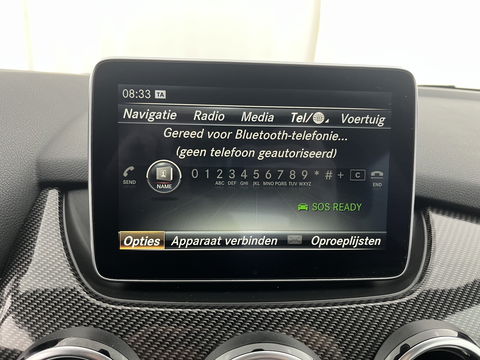 08:33 TA
Navigatie Radio Media Tel/ Voertuig
Gereed voor Bluetooth-telefonie...
(geen telefoon geautoriseerd)
SEND NAME 0 1 2 3 4 5 6 7 8 9 * # + C END
ABC DEF GHI JKL MNO PQRS TUV WXYZ
SOS READY
Opties Apparaat verbinden Oproeplijsten